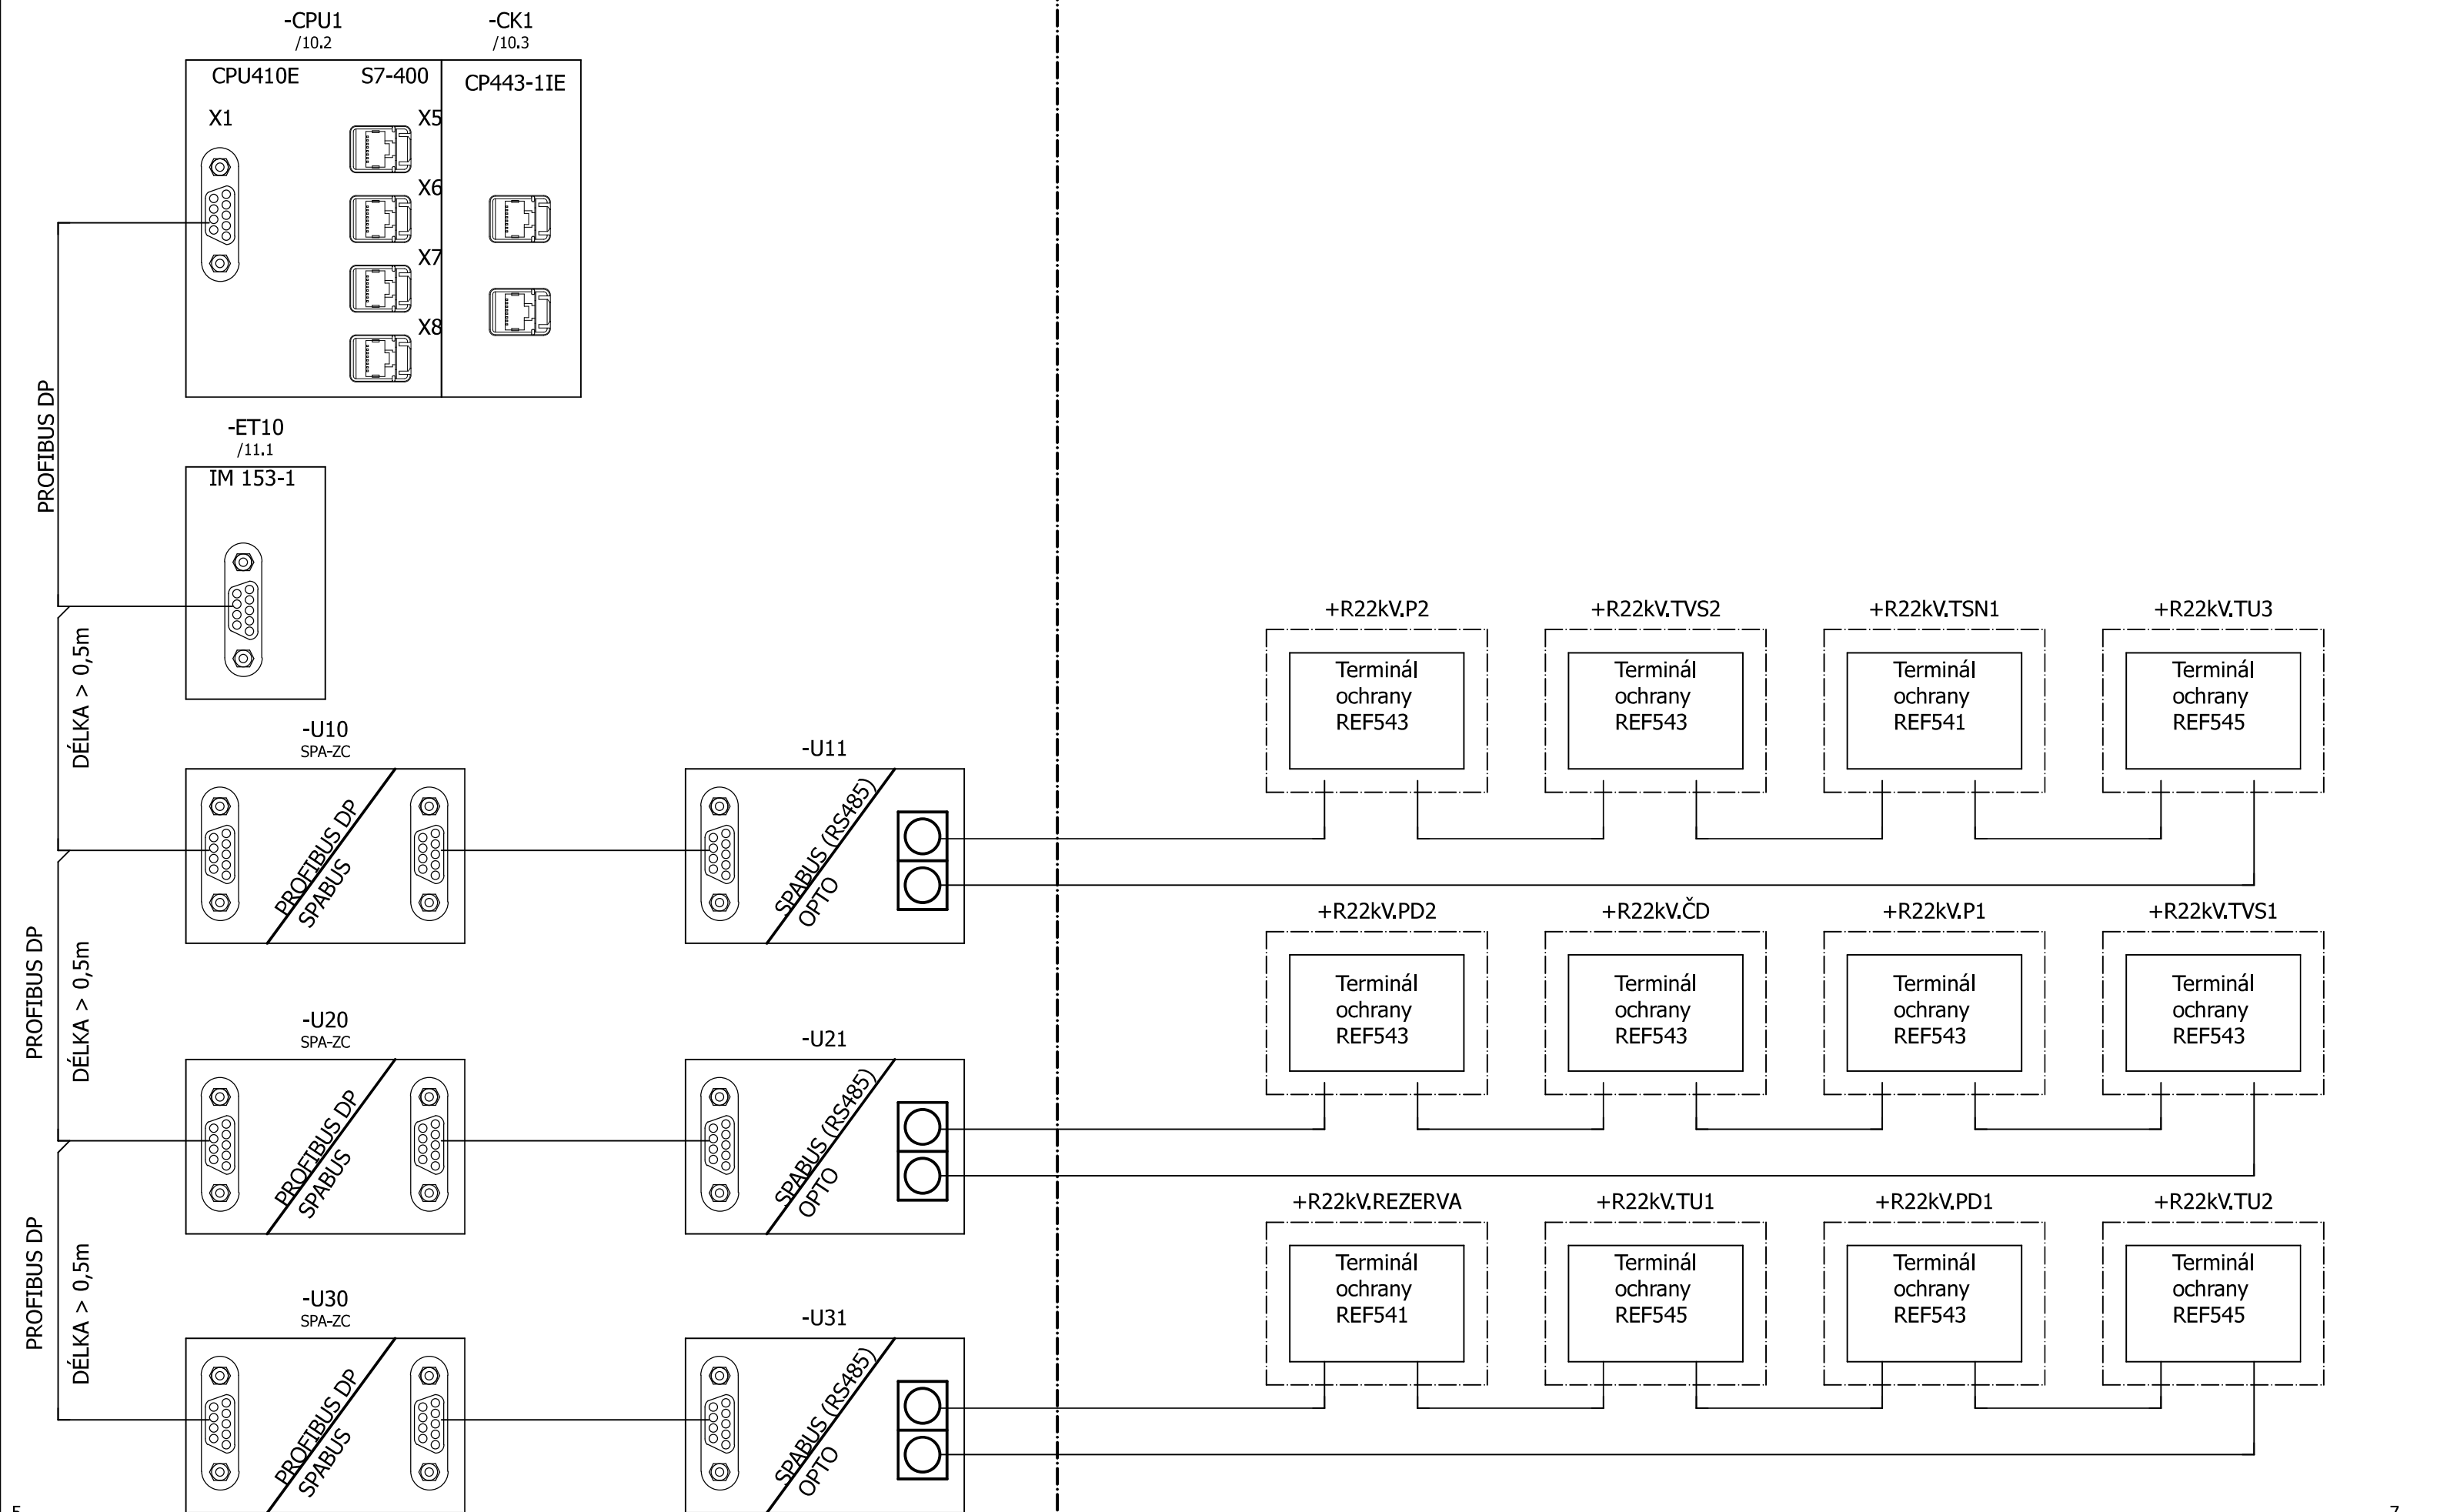 -CPU1
/10.2
-CK1
/10.3
CPU410E
S7-400
CP443-1IE
X1
X5
X6
X7
X8
PROFIBUS DP
-ET10
/11.1
IM 153-1
DÉLKA > 0,5m
-U10
SPA-ZC
PROFIBUS DP
SPABUS
-U11
SPABUS (RS485)
OPTO
+R22kV.P2
Terminál
ochrany
REF543
+R22kV.TVS2
Terminál
ochrany
REF543
+R22kV.TSN1
Terminál
ochrany
REF541
+R22kV.TU3
Terminál
ochrany
REF545
PROFIBUS DP
DÉLKA > 0,5m
-U20
SPA-ZC
PROFIBUS DP
SPABUS
-U21
SPABUS (RS485)
OPTO
+R22kV.PD2
Terminál
ochrany
REF543
+R22kV.ČD
Terminál
ochrany
REF543
+R22kV.P1
Terminál
ochrany
REF543
+R22kV.TVS1
Terminál
ochrany
REF543
PROFIBUS DP
DÉLKA > 0,5m
-U30
SPA-ZC
PROFIBUS DP
SPABUS
-U31
SPABUS (RS485)
OPTO
+R22kV.REZERVA
Terminál
ochrany
REF541
+R22kV.TU1
Terminál
ochrany
REF545
+R22kV.PD1
Terminál
ochrany
REF543
+R22kV.TU2
Terminál
ochrany
REF545